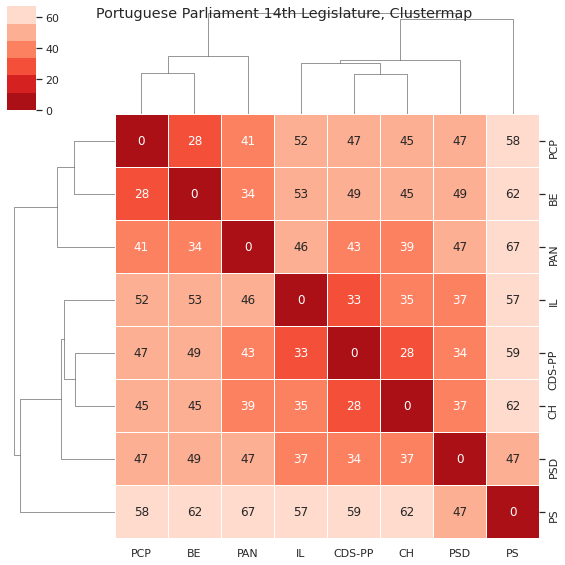 Portuguese Parliament 14th Legislature, Clustermap
60
40
20
0
0 28 41 52 47 45 47 58 PCP
28 0 34 53 49 45 49 62 BE
41 34 0 46 43 39 47 67 PAN
52 53 46 0 33 35 37 57 IL
47 49 43 33 0 28 34 59 CDS-PP
45 45 39 35 28 0 37 62 CH
47 49 47 37 34 37 0 47 PSD
58 62 67 57 59 62 47 0 PS
PCP BE PAN IL CDS-PP CH PSD PS